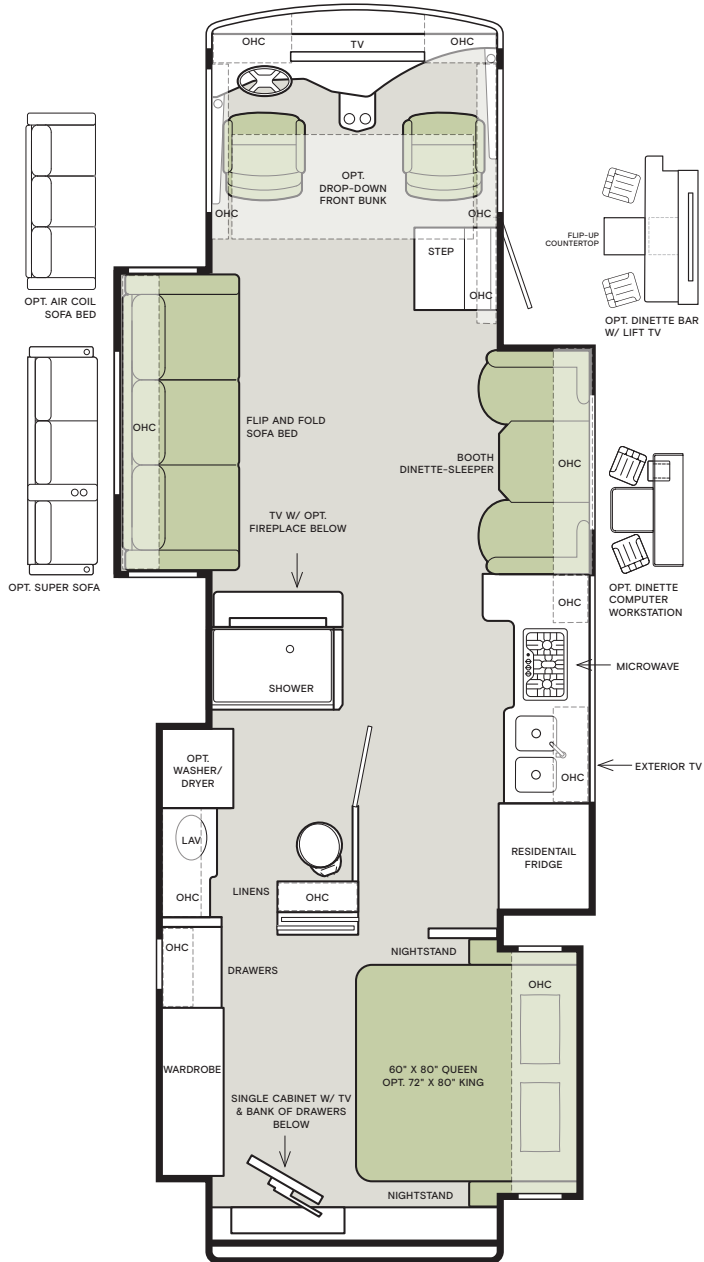 OHC
TV
OHC
OPT.
DROP-DOWN
FRONT BUNK
OHC
OHC
STEP
OHC
FLIP-UP
COUNTERTOP
OPT. DINETTE BAR
W/ LIFT TV
OPT. AIR COIL
SOFA BED
OHC
FLIP AND FOLD
SOFA BED
BOOTH
DINETTE-SLEEPER
OHC
TV W/ OPT.
FIREPLACE BELOW
OPT. SUPER SOFA
OPT. DINETTE
COMPUTER
WORKSTATION
OHC
MICROWAVE
SHOWER
OPT.
WASHER/
DRYER
EXTERIOR TV
OHC
LAV
RESIDENTAIL
FRIDGE
LINENS
OHC
OHC
OHC
NIGHTSTAND
DRAWERS
OHC
WARDROBE
60" X 80" QUEEN
OPT. 72" X 80" KING
SINGLE CABINET W/ TV
& BANK OF DRAWERS
BELOW
NIGHTSTAND